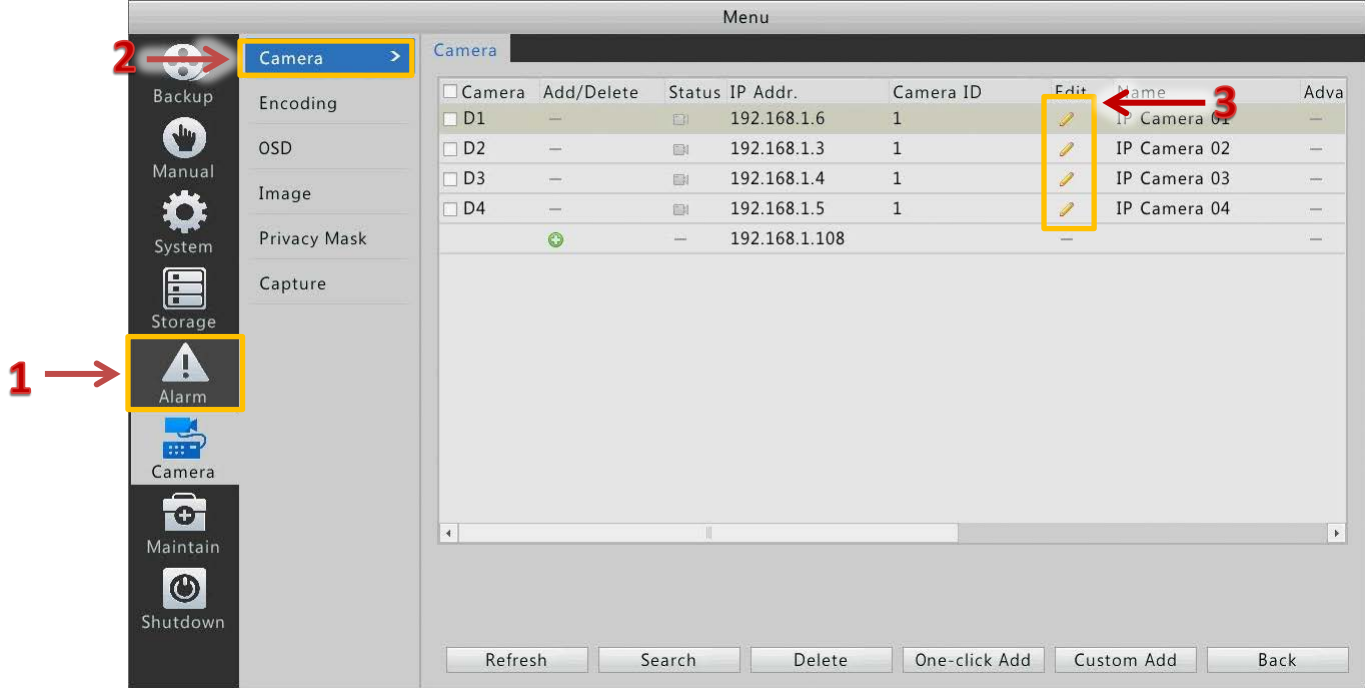 Menu
2
Backup
Manual
System
Storage
1
Alarm
Camera
Maintain
Shutdown
Camera >
Encoding
OSD
Image
Privacy Mask
Capture
Camera
Camera Add/Delete Status IP Addr. Camera ID Edit Name Adva
3
D1 — 192.168.1.6 1 IP Camera 01 —
D2 — 192.168.1.3 1 IP Camera 02 —
D3 — 192.168.1.4 1 IP Camera 03 —
D4 — 192.168.1.5 1 IP Camera 04 —
— 192.168.1.108 — —
Refresh Search Delete One-click Add Custom Add Back